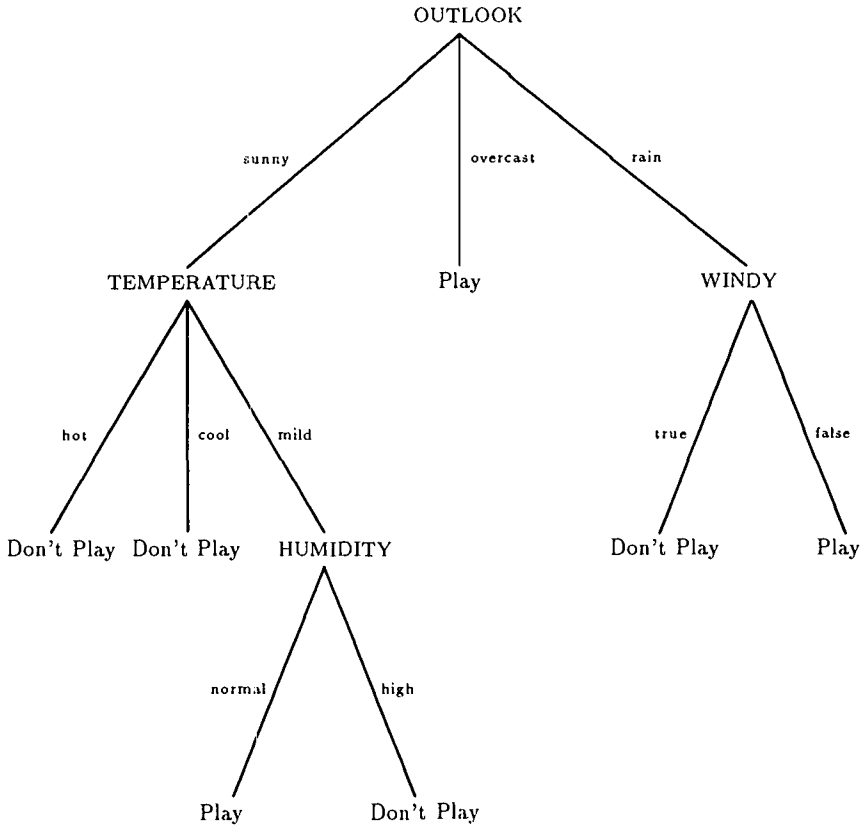 OUTLOOK
sunny overcast rain
TEMPERATURE Play WINDY
hot cool mild true false
Don't Play Don't Play HUMIDITY Don't Play Play
normal high
Play Don't Play